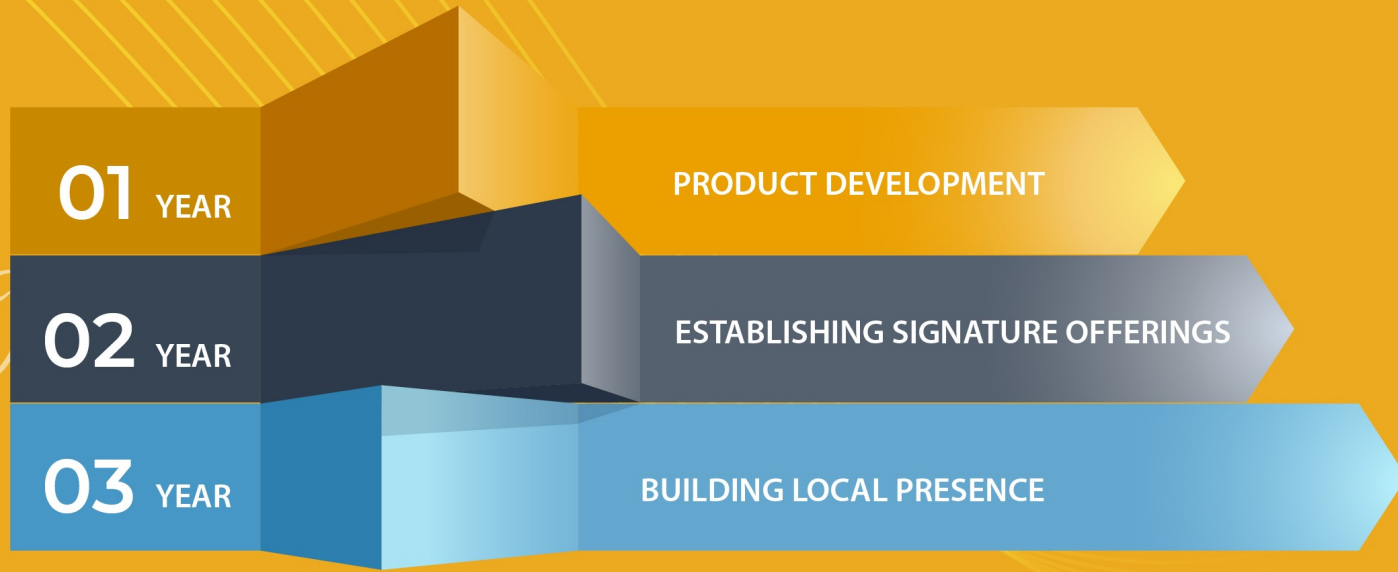 01 YEAR PRODUCT DEVELOPMENT
02 YEAR ESTABLISHING SIGNATURE OFFERINGS
03 YEAR BUILDING LOCAL PRESENCE